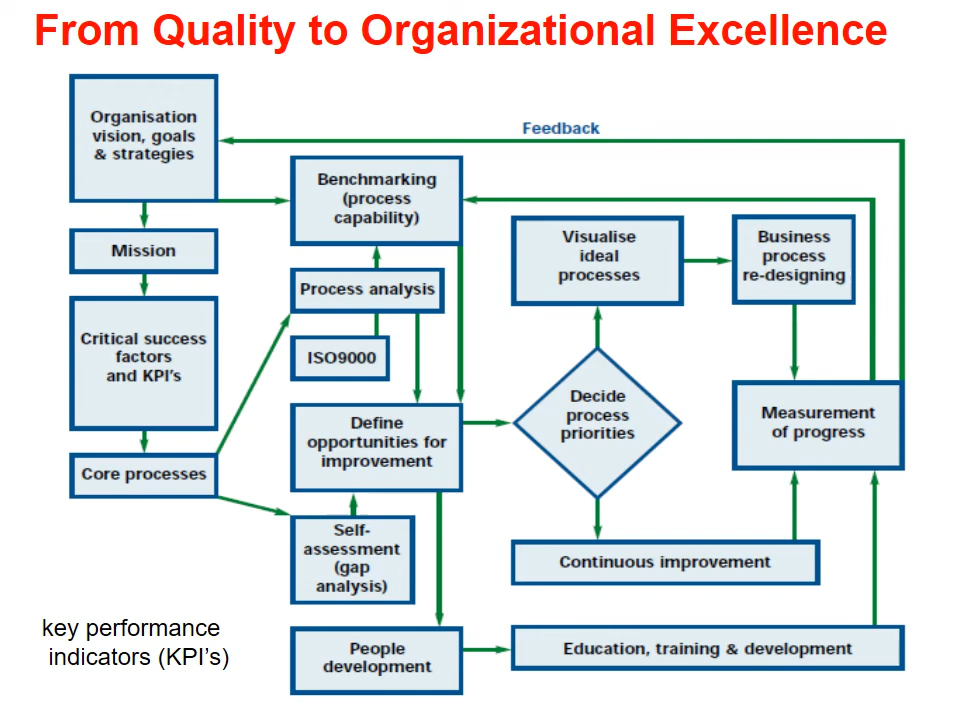 From Quality to Organizational Excellence
Organisation
vision, goals
& strategies
Feedback
Benchmarking
(process
capability)
Mission
Visualise
ideal
processes
Business
process
re-designing
Process analysis
Critical success
factors
and KPI's
ISO9000
Decide
process
priorities
Measurement
of progress
Define
opportunities for
improvement
Core processes
Self-
assessment
(gap
analysis)
Continuous improvement
key performance
indicators (KPI's)
People
development
Education, training & development